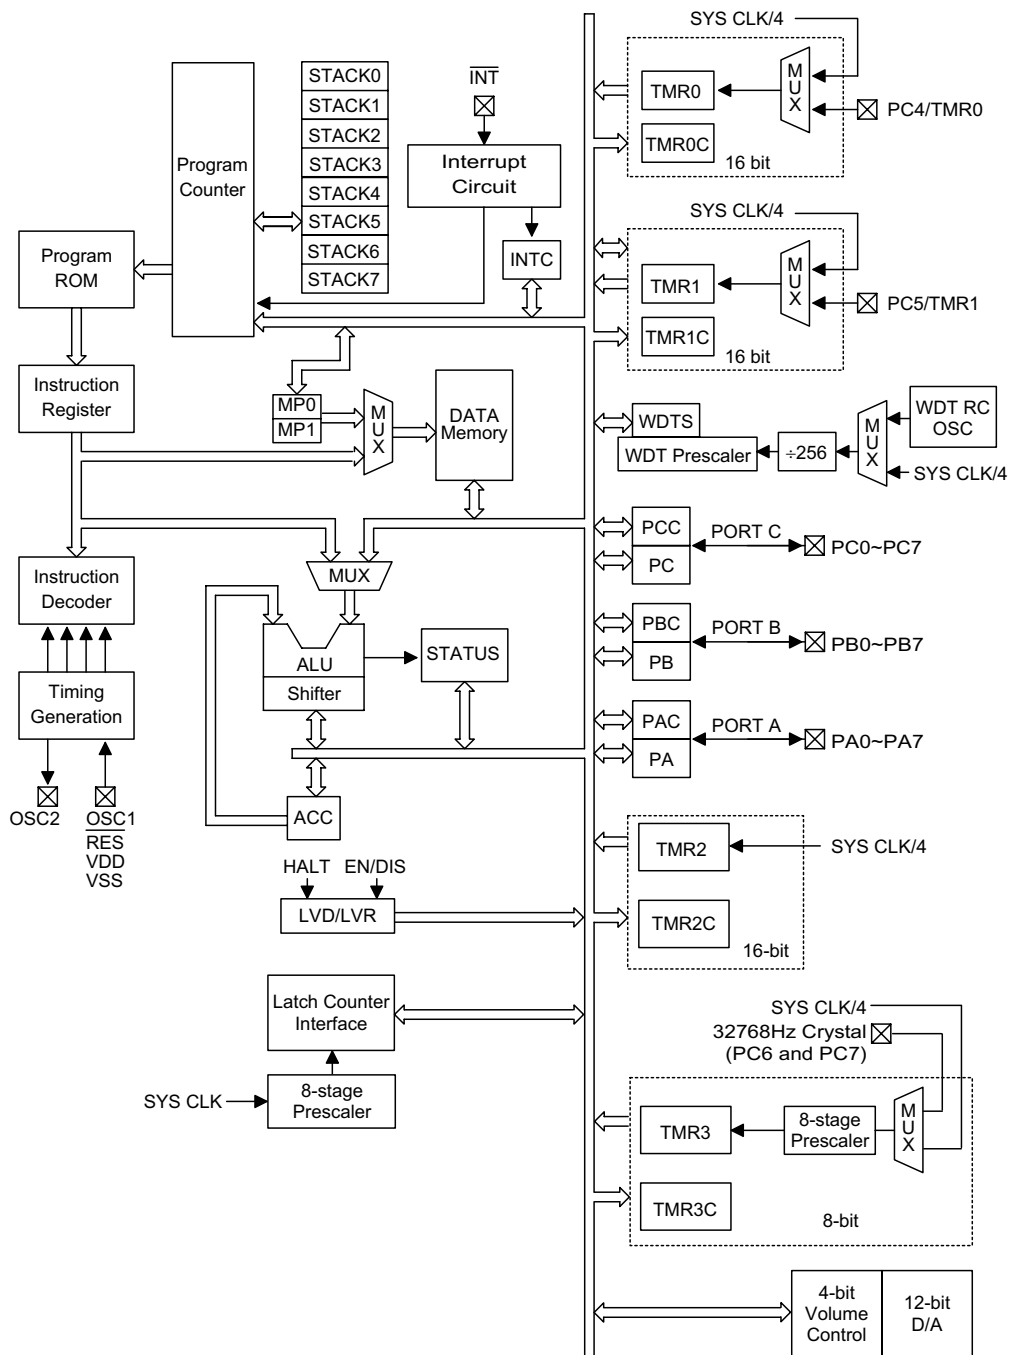 SYS CLK/4
STACK0
STACK1
STACK2
STACK3
STACK4
STACK5
STACK6
STACK7
INT
Program
Counter
Interrupt
Circuit
INTC
TMR0
TMR0C
MUX
16 bit
PC4/TMR0
SYS CLK/4
TMR1
TMR1C
MUX
16 bit
PC5/TMR1
Program
ROM
Instruction
Register
MP0
MP1
MUX
DATA
Memory
WDTS
WDT Prescaler
÷256
MUX
WDT RC
OSC
SYS CLK/4
PCC
PC
PORT C
PC0~PC7
Instruction
Decoder
MUX
ALU
Shifter
STATUS
PBC
PB
PORT B
PB0~PB7
Timing
Generation
PAC
PA
PORT A
PA0~PA7
OSC2
OSC1
RES
VDD
VSS
ACC
HALT
EN/DIS
LVD/LVR
TMR2
SYS CLK/4
TMR2C
16-bit
Latch Counter
Interface
SYS CLK
8-stage
Prescaler
SYS CLK/4
32768Hz Crystal
(PC6 and PC7)
TMR3
8-stage
Prescaler
MUX
TMR3C
8-bit
4-bit
Volume
Control
12-bit
D/A